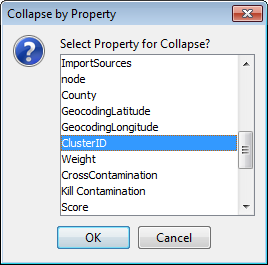 Collapse by Property
Select Property for Collapse?
ImportSources
node
County
GeocodingLatitude
GeocodingLongitude
ClusterID
Weight
CrossContamination
Kill Contamination
Score
OK
Cancel